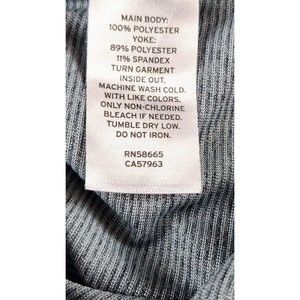 MAIN BODY:
100% POLYESTER
YOKE:
89% POLYESTER
11% SPANDEX
TURN GARMENT
INSIDE OUT.
MACHINE WASH COLD.
WITH LIKE COLORS.
ONLY NON-CHLORINE
BLEACH IF NEEDED.
TUMBLE DRY LOW.
DO NOT IRON.
RN58665
CA57963